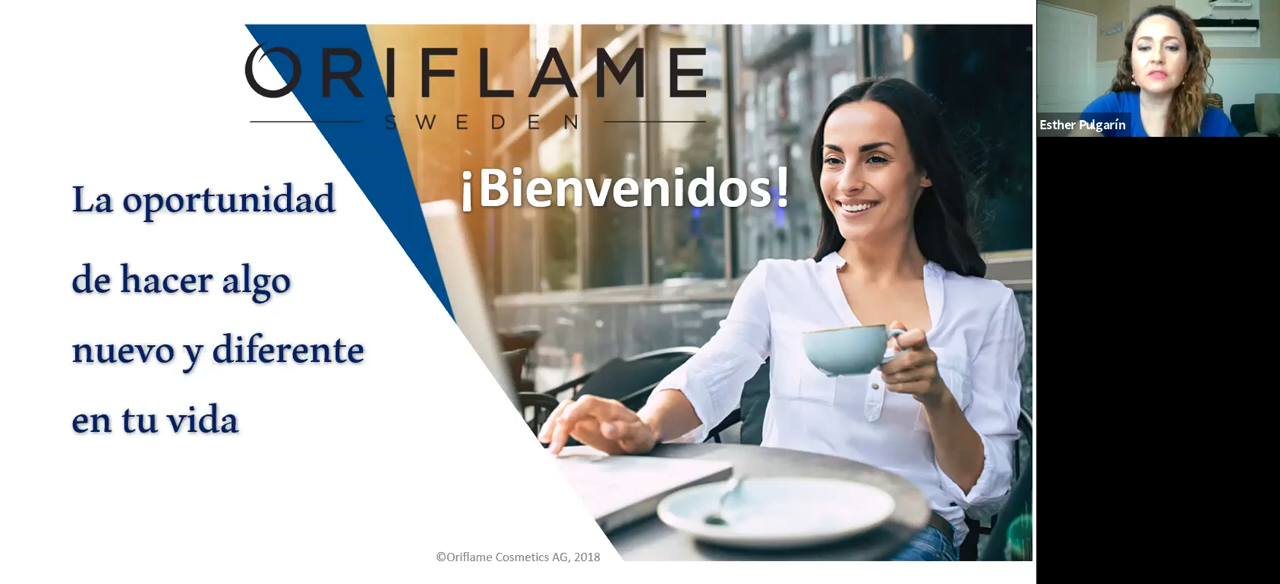 ORIFLAME
SWEDEN
¡Bienvenidos!
La oportunidad
de hacer algo
nuevo y diferente
en tu vida
©Oriflame Cosmetics AG, 2018
Esther Pulgarín